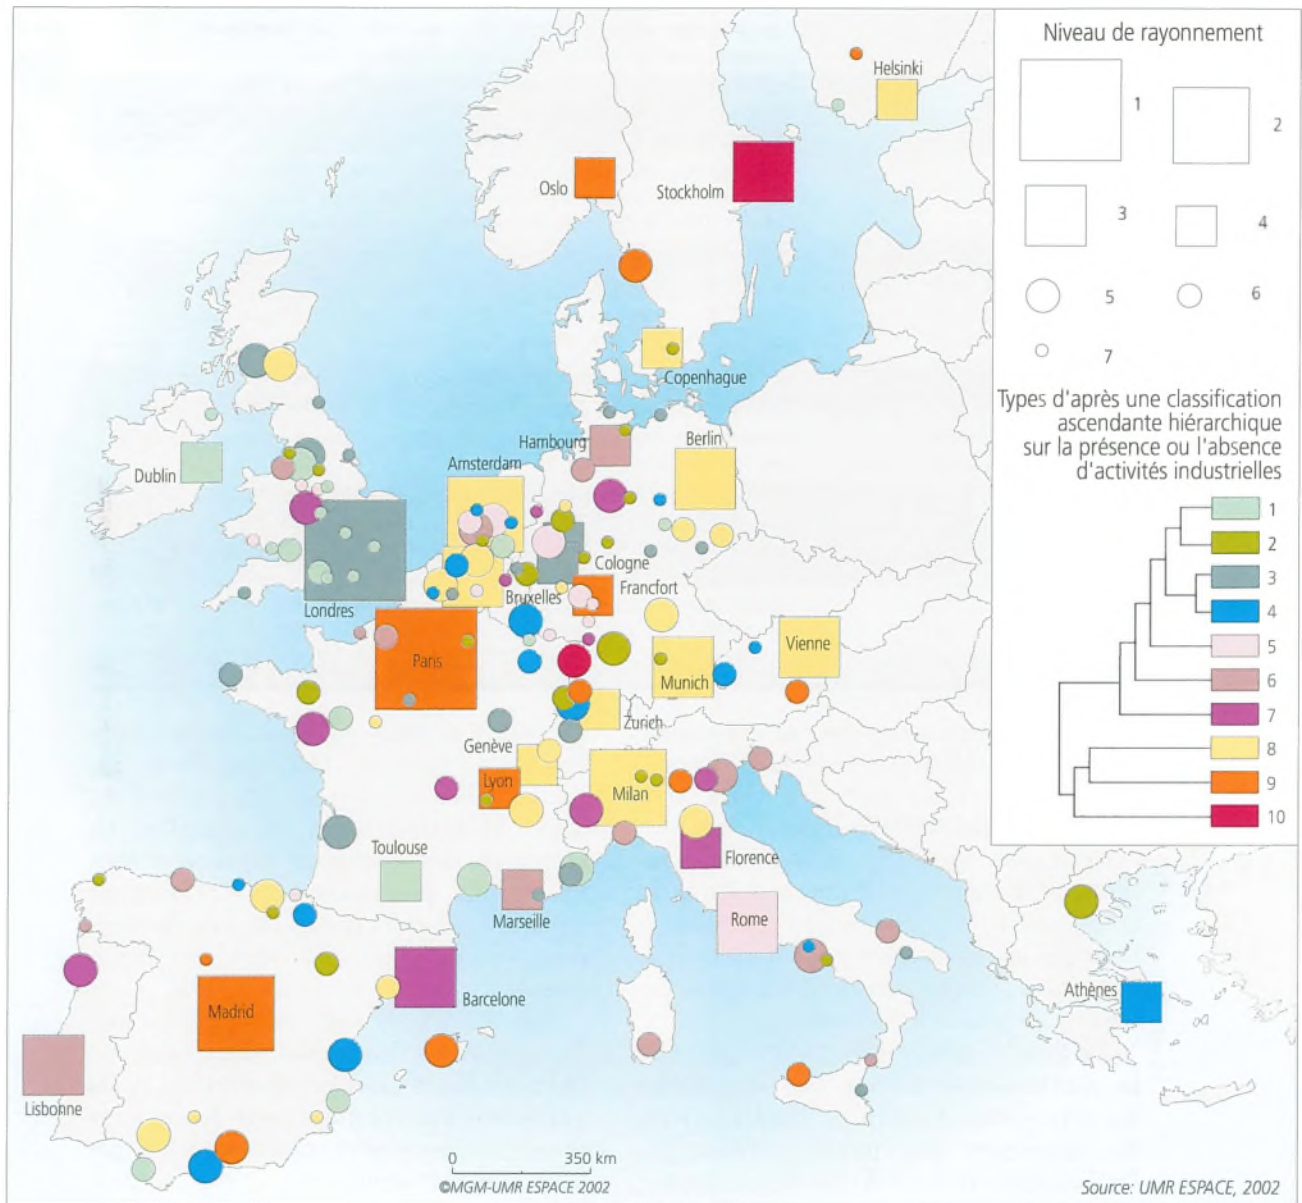 Niveau de rayonnement
1
2
3
4
5
6
7
Types d'après une classification
ascendante hiérarchique
sur la présence ou l'absence
d'activités industrielles
1
2
3
4
5
6
7
8
9
10
Helsinki
Oslo
Stockholm
Copenhague
Hambourg
Berlin
Dublin
Amsterdam
Cologne
Francfort
Londres
Bruxelles
Paris
Vienne
Munich
Zurich
Genève
Lyon
Milan
Toulouse
Florence
Marseille
Rome
Athènes
Barcelone
Madrid
Lisbonne
0 350 km
©MGM-UMR ESPACE 2002
Source: UMR ESPACE, 2002